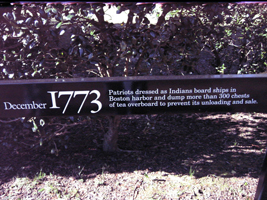 December 1773
Patriots dressed as Indians board ships in
Boston harbor and dump more than 300 chests
of tea overboard to prevent its unloading and sale.